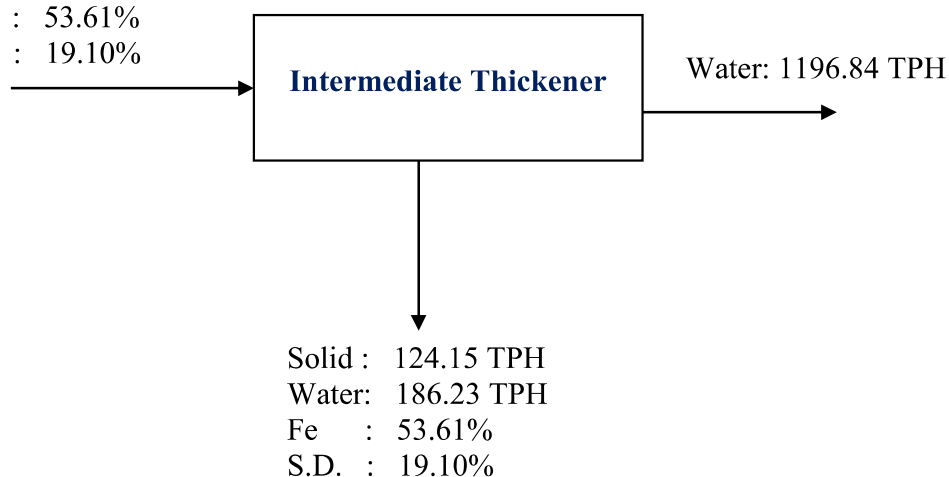 : 53.61%
: 19.10%
Intermediate Thickener
Water: 1196.84 TPH
Solid : 124.15 TPH
Water: 186.23 TPH
Fe : 53.61%
S.D. : 19.10%